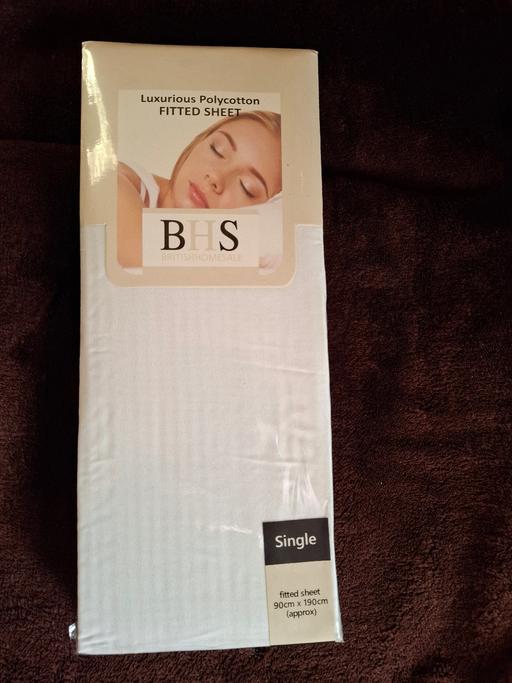 Luxurious Polycotton
FITTED SHEET
BHS
BRITISHHOMESALE
Single
fitted sheet
90cm x 190cm
(approx)